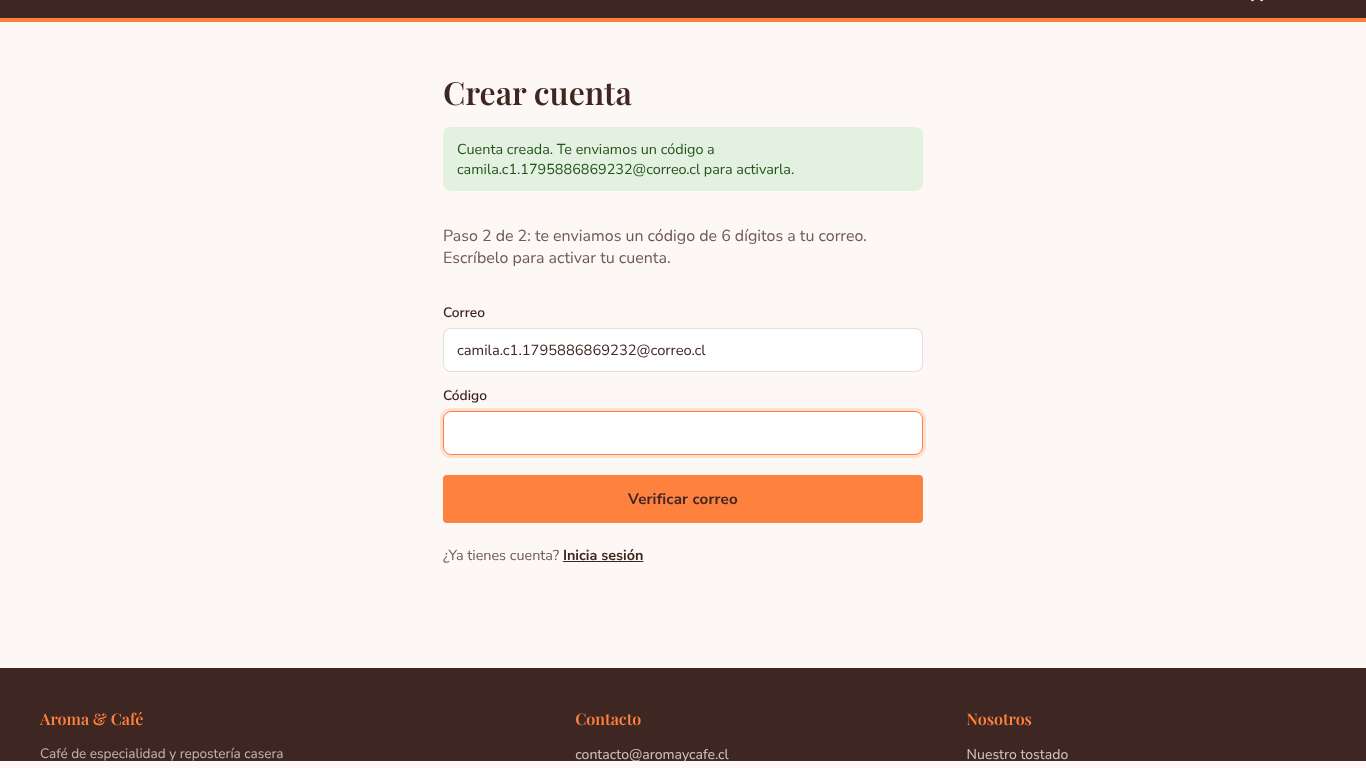 Crear cuenta
Cuenta creada. Te enviamos un código a
camila.c1.1795886869232@correo.cl para activarla.
Paso 2 de 2: te enviamos un código de 6 dígitos a tu correo.
Escríbelo para activar tu cuenta.
Correo
camila.c1.1795886869232@correo.cl
Código
Verificar correo
¿Ya tienes cuenta? Inicia sesión
Aroma & Café
Contacto
Nosotros
Café de especialidad y repostería casera
contacto@aromaycafe.cl
Nuestro tostado